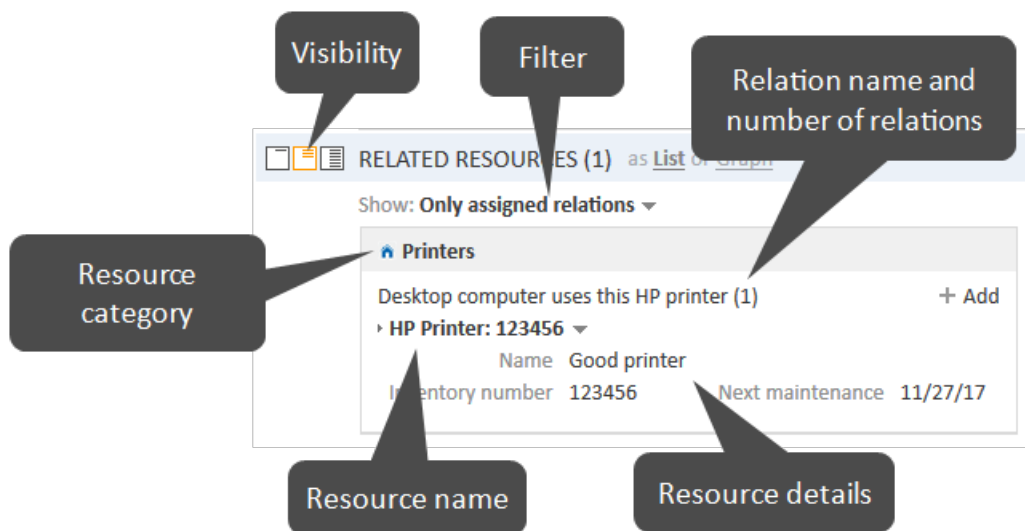 Visibility
Filter
Relation name and
number of relations
RELATED RESOURCES (1) as List or Graph
Show: Only assigned relations
Resource
category
Printers
Desktop computer uses this HP printer (1) + Add
HP Printer: 123456
Name Good printer
Inventory number 123456 Next maintenance 11/27/17
Resource name
Resource details